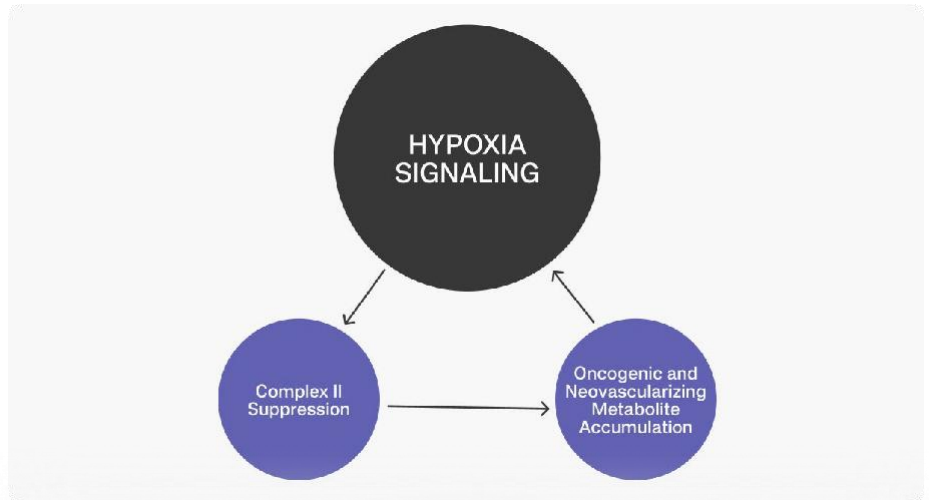 HYPOXIA
SIGNALING
Complex II
Suppression
Oncogenic and
Neovascularizing
Metabolite
Accumulation